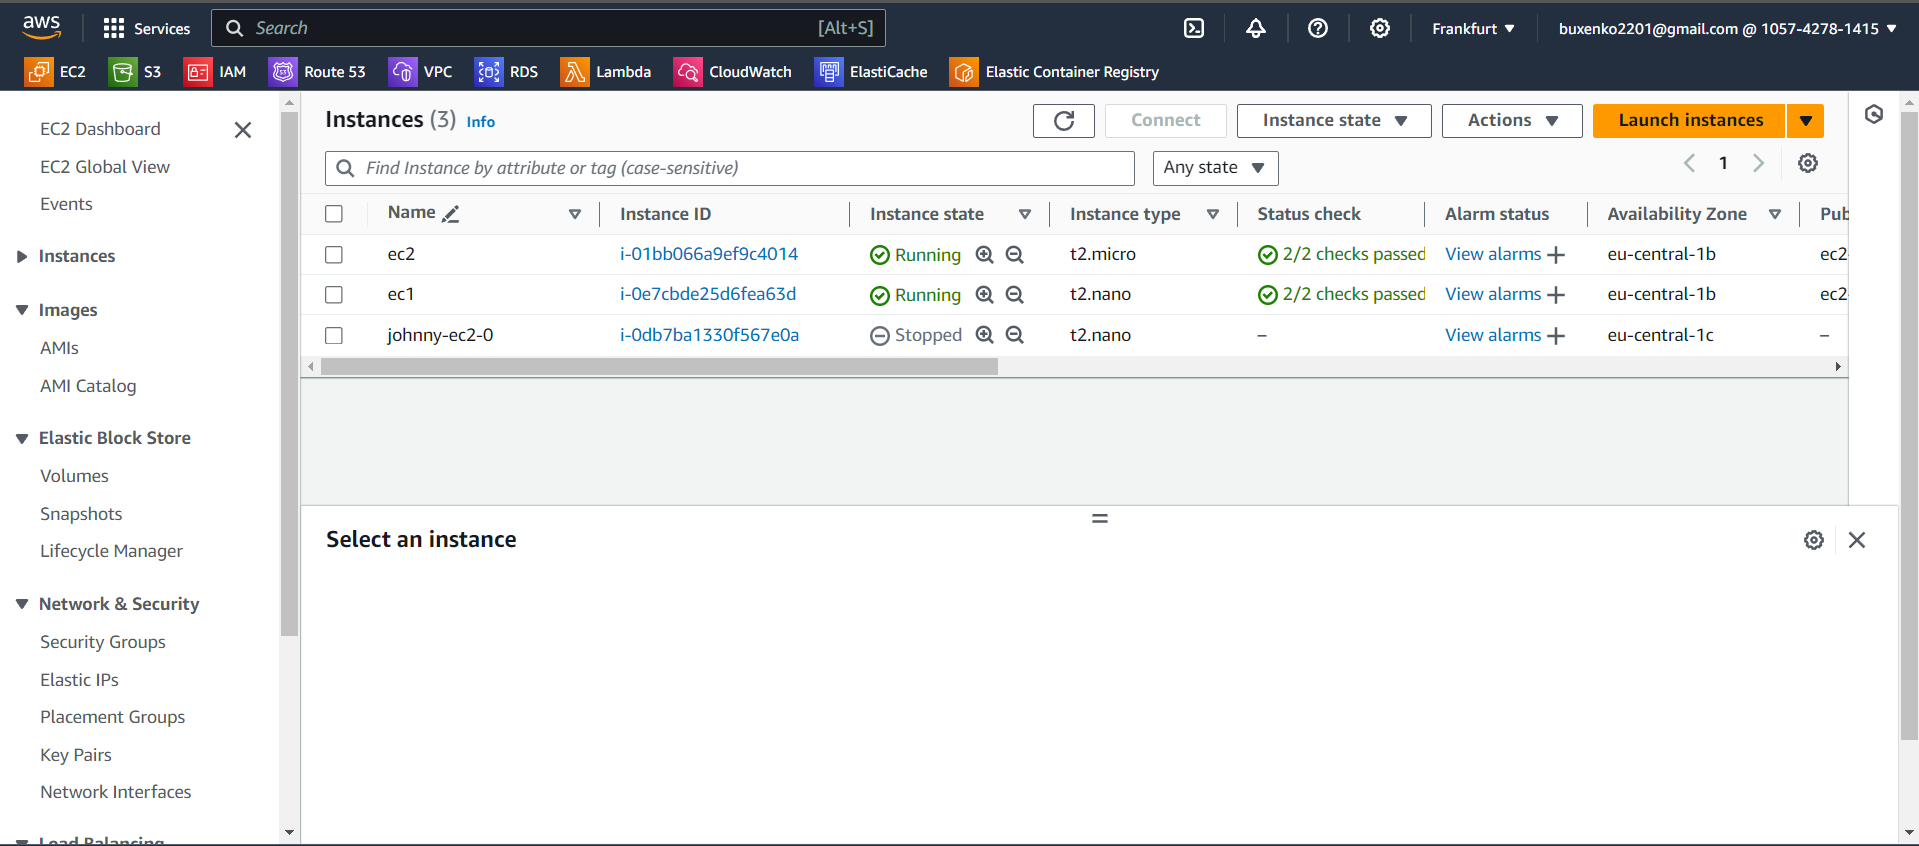 aws Services Search [Alt+S] Frankfurt buxenko2201@gmail.com @ 1057-4278-1415
EC2 S3 IAM Route 53 VPC RDS Lambda CloudWatch ElastiCache Elastic Container Registry
EC2 Dashboard
EC2 Global View
Events
Instances
Images
AMIs
AMI Catalog
Elastic Block Store
Volumes
Snapshots
Lifecycle Manager
Network & Security
Security Groups
Elastic IPs
Placement Groups
Key Pairs
Network Interfaces
Load Balancing
Instances (3) Info Connect Instance state Actions Launch instances
Find Instance by attribute or tag (case-sensitive) Any state 1
Name Instance ID Instance state Instance type Status check Alarm status Availability Zone Pub
ec2 i-01bb066a9ef9c4014 Running t2.micro 2/2 checks passed View alarms eu-central-1b ec2-
ec1 i-0e7cbde25d6fea63d Running t2.nano 2/2 checks passed View alarms eu-central-1b ec2-
johnny-ec2-0 i-0db7ba1330f567e0a Stopped t2.nano – View alarms eu-central-1c –
Select an instance